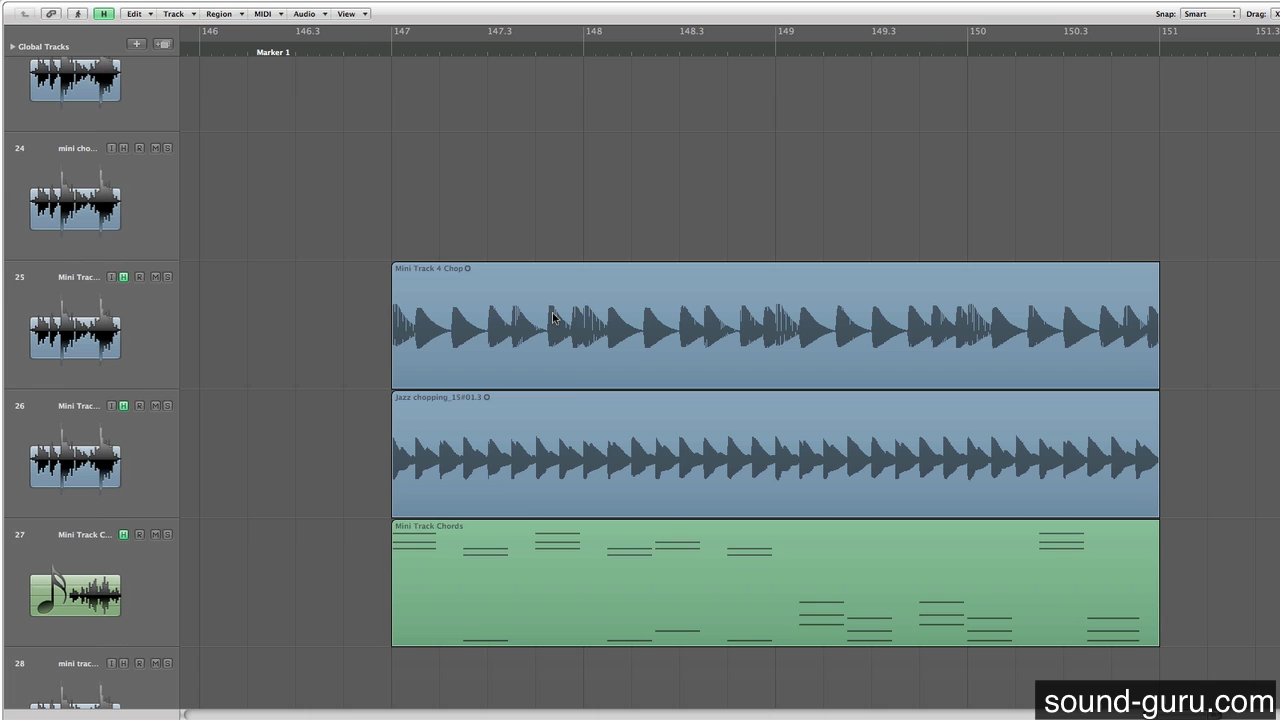 H Edit Track Region MIDI Audio View Snap: Smart Drag: X
146 146.3 147 147.3 148 148.3 149 149.3 150 150.3 151 151.3
Global Tracks
Marker 1
24 mini cho... I H R M S
25 Mini Trac... I H R M S
Mini Track 4 Chop
26 Mini Trac... I H R M S
Jazz chopping_15#01.3
27 Mini Track C... H R M S
Mini Track Chords
28 mini trac... I H R M S
sound-guru.com